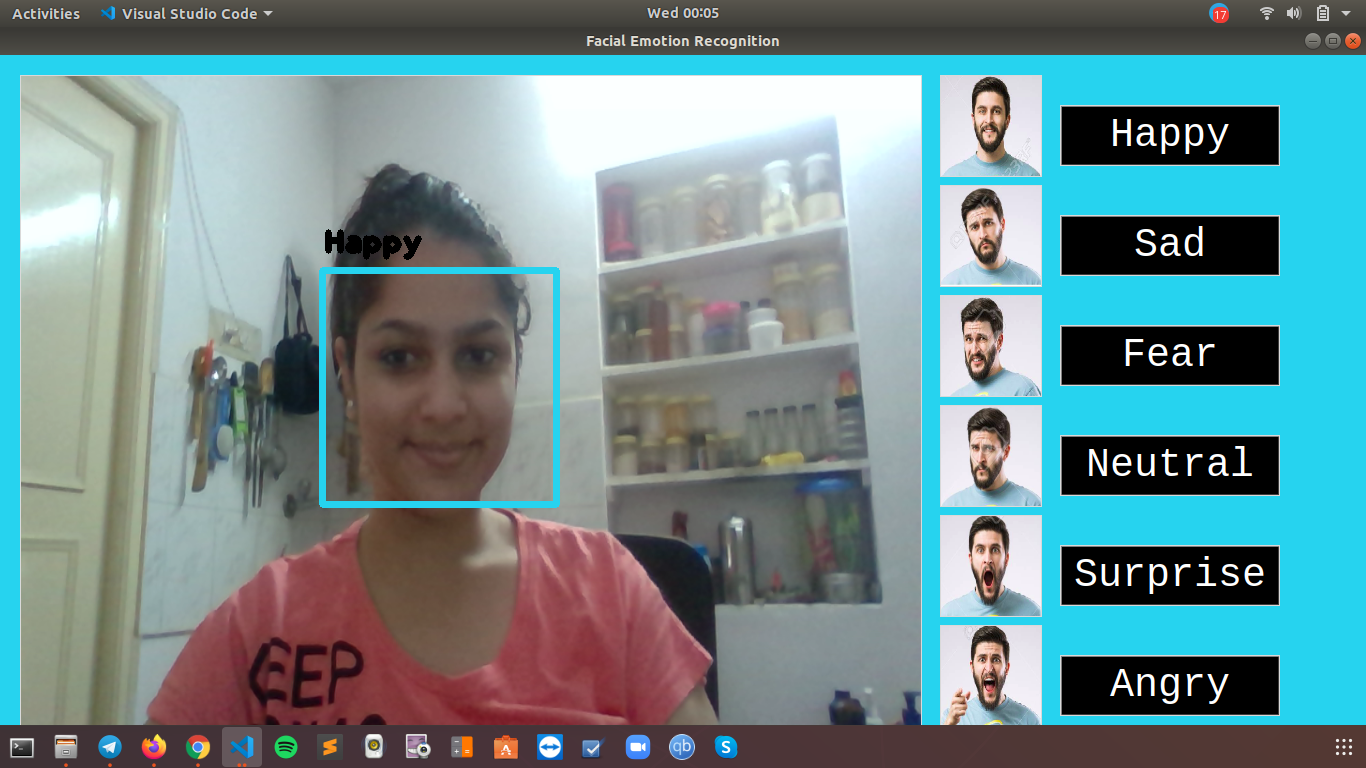 Activities
Visual Studio Code
Wed 00:05
17
Facial Emotion Recognition
Happy
Happy
Sad
Fear
Neutral
Surprise
Angry
KEEP
qb